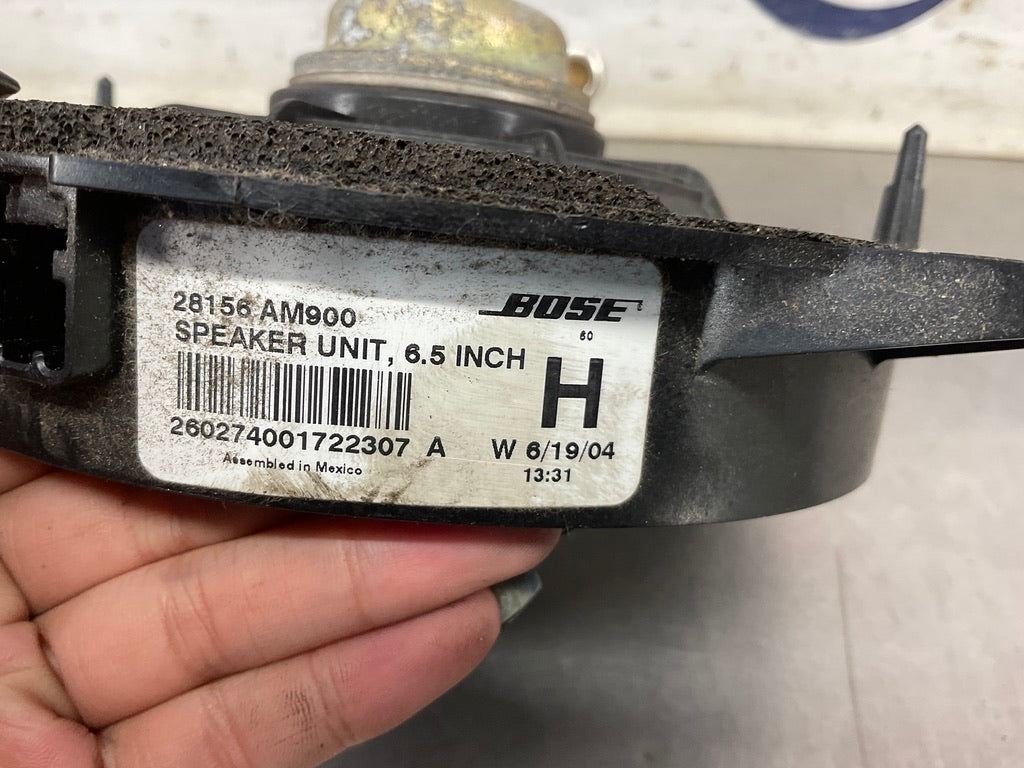 28156 AM900
BOSE
SPEAKER UNIT, 6.5 INCH
60
H
260274001722307 A
W 6/19/04
13:31
Assembled in Mexico